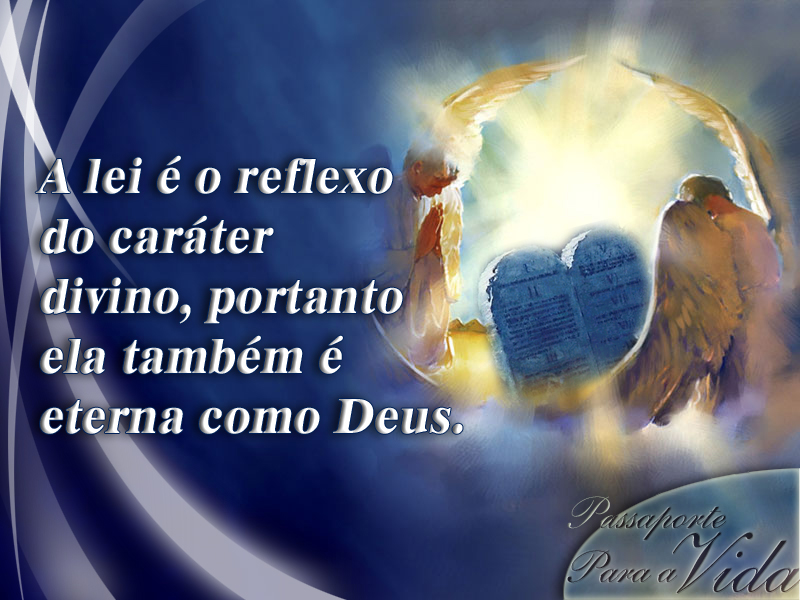 A lei é o reflexo
do caráter
divino, portanto
ela também é
eterna como Deus.
Passaporte
Para a Vida